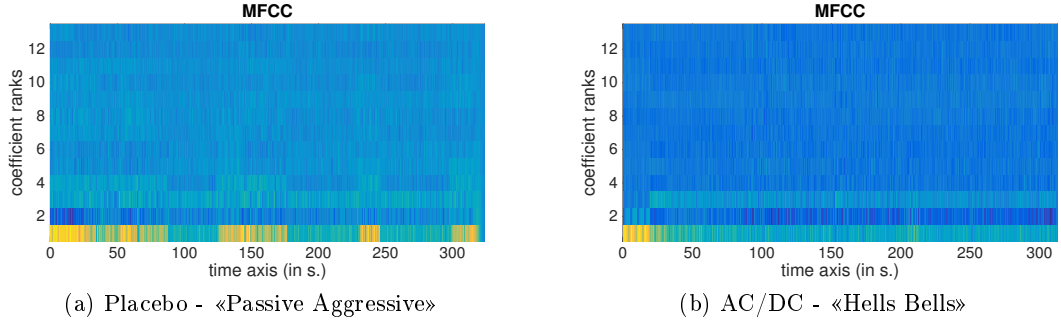 MFCC
12
10
8
6
4
2
coefficient ranks
0 50 100 150 200 250 300
time axis (in s.)
(a) Placebo - «Passive Aggressive»
MFCC
12
10
8
6
4
2
coefficient ranks
0 50 100 150 200 250 300
time axis (in s.)
(b) AC/DC - «Hells Bells»